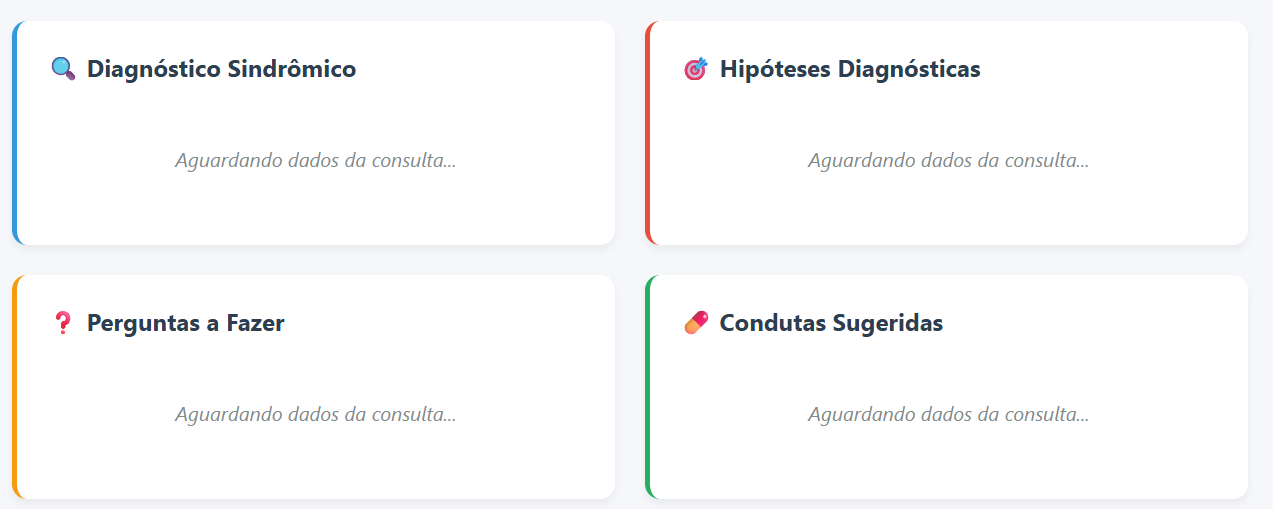 Diagnóstico Sindrômico
Hipóteses Diagnósticas
Aguardando dados da consulta...
Aguardando dados da consulta...
Perguntas a Fazer
Condutas Sugeridas
Aguardando dados da consulta...
Aguardando dados da consulta...